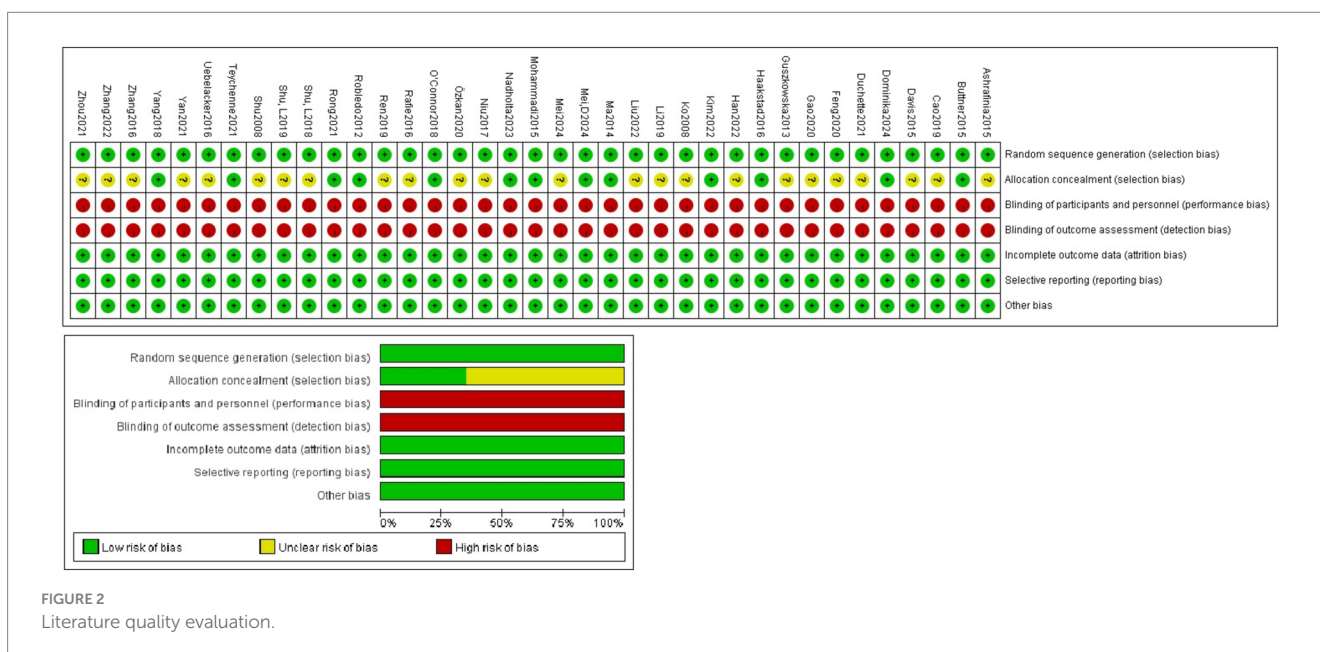 Zhou2021
Zhang2022
Zhang2016
Yang2018
Yan2021
Uebelacker2016
Teychenne2021
Shu2008
Shu, L2019
Shu, L2018
Rong2021
Robledo2012
Ren2019
Rafie2016
O'Connor2018
Özkan2020
Niu2017
Nadholta2023
Mohammadi2015
Mei2024
Mei,D2024
Ma2014
Liu2022
Li2019
Ko2008
Kim2022
Han2022
Haakstad2016
Guszkowska2013
Gao2020
Feng2020
Duchette2021
Dominika2024
Davis2015
Cao2019
Buttner2015
Ashrafinia2015
Random sequence generation (selection bias)
Allocation concealment (selection bias)
Blinding of participants and personnel (performance bias)
Blinding of outcome assessment (detection bias)
Incomplete outcome data (attrition bias)
Selective reporting (reporting bias)
Other bias
Random sequence generation (selection bias)
Allocation concealment (selection bias)
Blinding of participants and personnel (performance bias)
Blinding of outcome assessment (detection bias)
Incomplete outcome data (attrition bias)
Selective reporting (reporting bias)
Other bias
0% 25% 50% 75% 100%
Low risk of bias Unclear risk of bias High risk of bias
FIGURE 2
Literature quality evaluation.